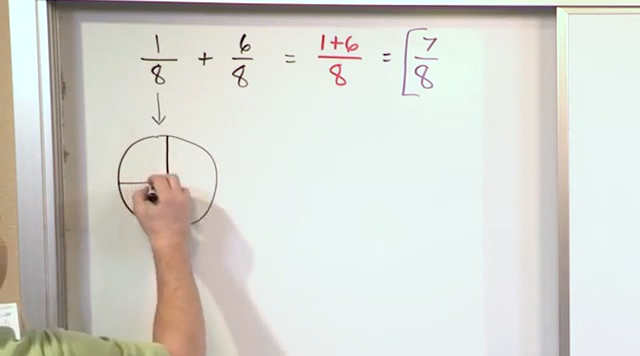 1/8 + 6/8 = 1+6/8 = [7/8